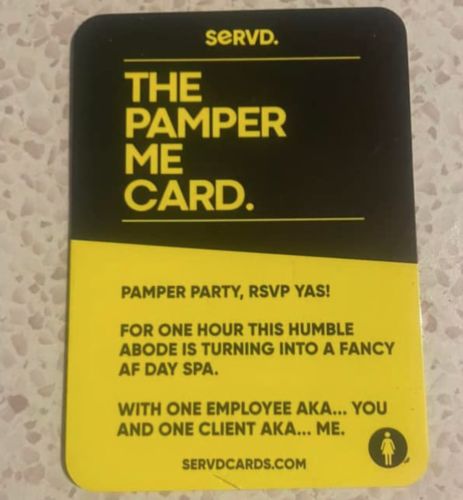 SeRVD.
THE
PAMPER
ME
CARD.
PAMPER PARTY, RSVP YAS!
FOR ONE HOUR THIS HUMBLE
ABODE IS TURNING INTO A FANCY
AF DAY SPA.
WITH ONE EMPLOYEE AKA... YOU
AND ONE CLIENT AKA... ME.
SERVDCARDS.COM